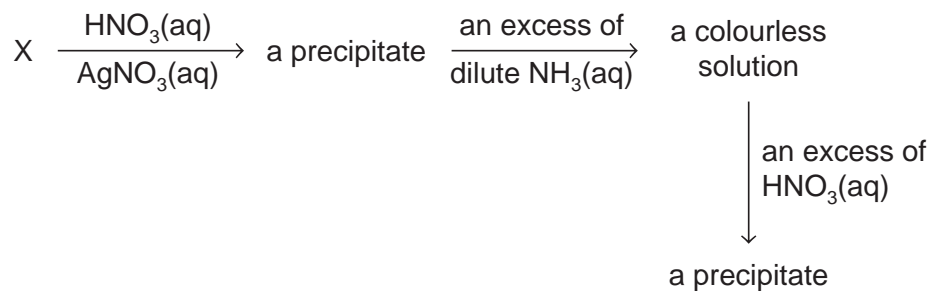 X
HNO₃(aq)
AgNO₃(aq)
a precipitate
an excess of
dilute NH₃(aq)
a colourless
solution
an excess of
HNO₃(aq)
a precipitate